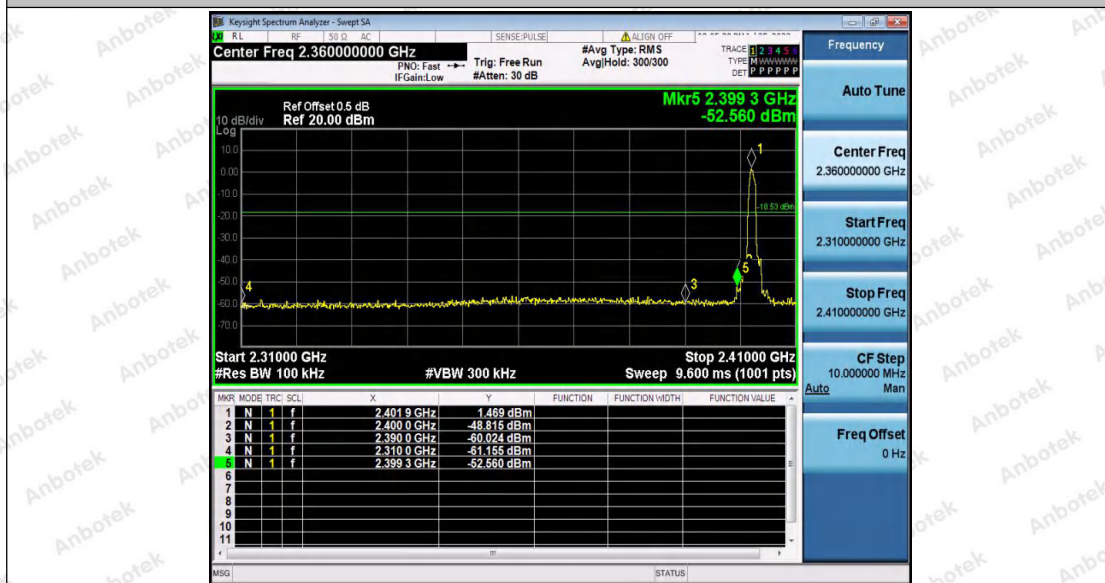 Keysight Spectrum Analyzer - Swept SA
RL RF 50 Ω AC SENSE:PULSE ALIGN OFF
Center Freq 2.360000000 GHz
PNO: Fast
IFGain:Low
Trig: Free Run
#Atten: 30 dB
#Avg Type: RMS
Avg|Hold: 300/300
TRACE 1 2 3 4 5 6
TYPE M WWWWW
DET P P P P P P
Ref Offset 0.5 dB
10 dB/div Ref 20.00 dBm
Log
Mkr5 2.399 3 GHz
-52.560 dBm
10.0
0.00
-10.0
-20.0
-30.0
-40.0
-50.0
-60.0
-70.0
1
-18.53 dBm
5
3
4
Start 2.31000 GHz Stop 2.41000 GHz
#Res BW 100 kHz #VBW 300 kHz Sweep 9.600 ms (1001 pts)
MKR MODE TRC SCL X Y FUNCTION FUNCTION WIDTH FUNCTION VALUE
1 N 1 f 2.401 9 GHz 1.469 dBm
2 N 1 f 2.400 0 GHz -48.815 dBm
3 N 1 f 2.390 0 GHz -60.024 dBm
4 N 1 f 2.310 0 GHz -61.155 dBm
5 N 1 f 2.399 3 GHz -52.560 dBm
6
7
8
9
10
11
MSG STATUS
Frequency
Auto Tune
Center Freq
2.360000000 GHz
Start Freq
2.310000000 GHz
Stop Freq
2.410000000 GHz
CF Step
10.000000 MHz
Auto Man
Freq Offset
0 Hz
Anbotek